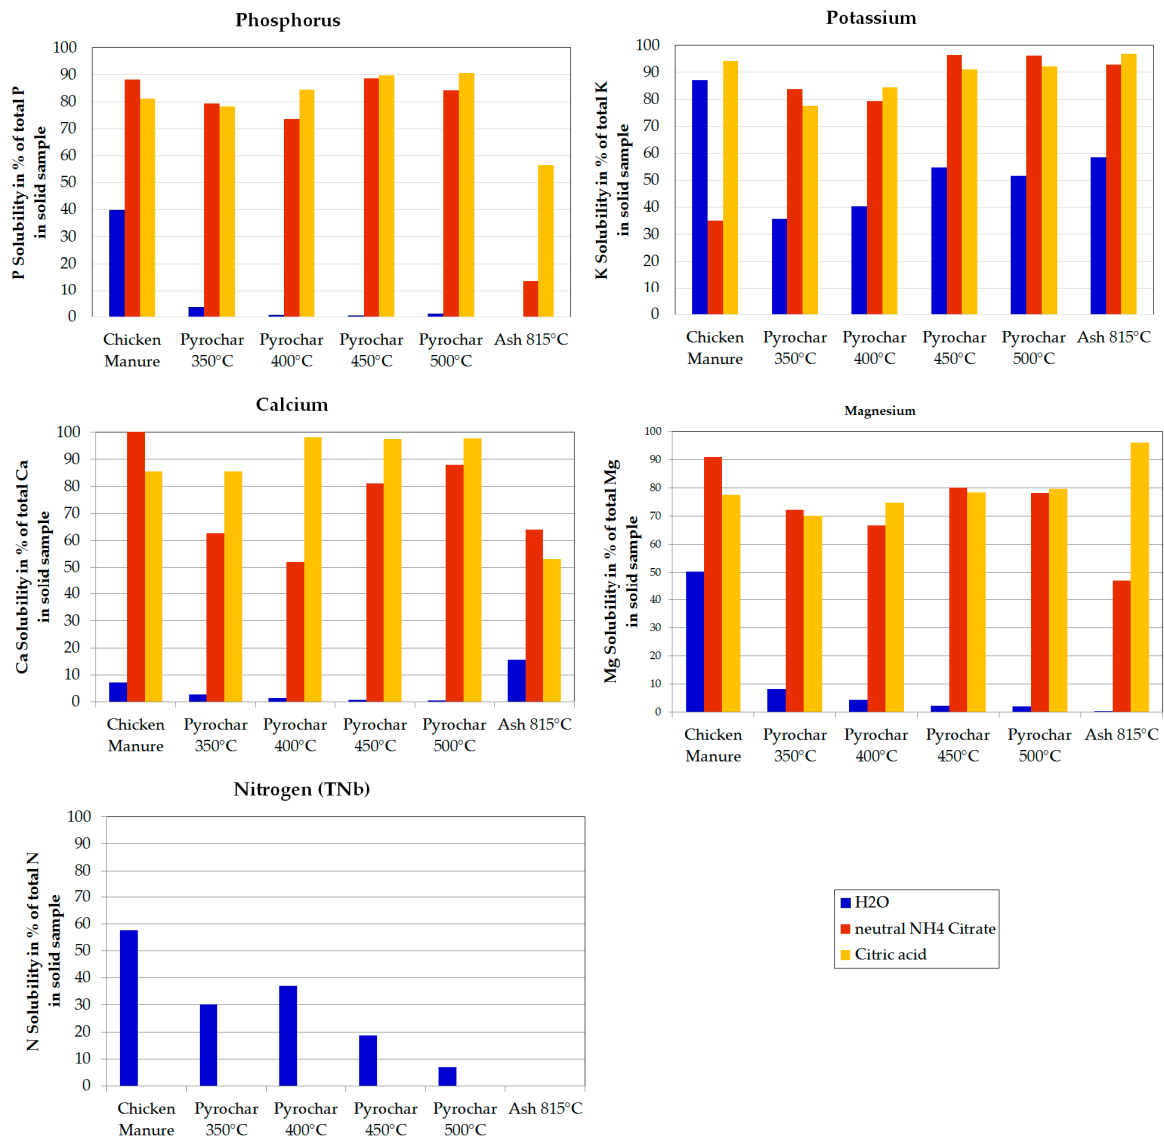 Phosphorus
P Solubility in % of total P
in solid sample
100
90
80
70
60
50
40
30
20
10
0
Chicken Manure
Pyrochar 350°C
Pyrochar 400°C
Pyrochar 450°C
Pyrochar 500°C
Ash 815°C
Potassium
K Solubility in % of total K
in solid sample
100
90
80
70
60
50
40
30
20
10
0
Chicken Manure
Pyrochar 350°C
Pyrochar 400°C
Pyrochar 450°C
Pyrochar 500°C
Ash 815°C
Calcium
Ca Solubility in % of total Ca
in solid sample
100
90
80
70
60
50
40
30
20
10
0
Chicken Manure
Pyrochar 350°C
Pyrochar 400°C
Pyrochar 450°C
Pyrochar 500°C
Ash 815°C
Magnesium
Mg Solubility in % of total Mg
in solid sample
100
90
80
70
60
50
40
30
20
10
0
Chicken Manure
Pyrochar 350°C
Pyrochar 400°C
Pyrochar 450°C
Pyrochar 500°C
Ash 815°C
Nitrogen (TNb)
N Solubility in % of total N
in solid sample
100
90
80
70
60
50
40
30
20
10
0
Chicken Manure
Pyrochar 350°C
Pyrochar 400°C
Pyrochar 450°C
Pyrochar 500°C
Ash 815°C
H2O
neutral NH4 Citrate
Citric acid